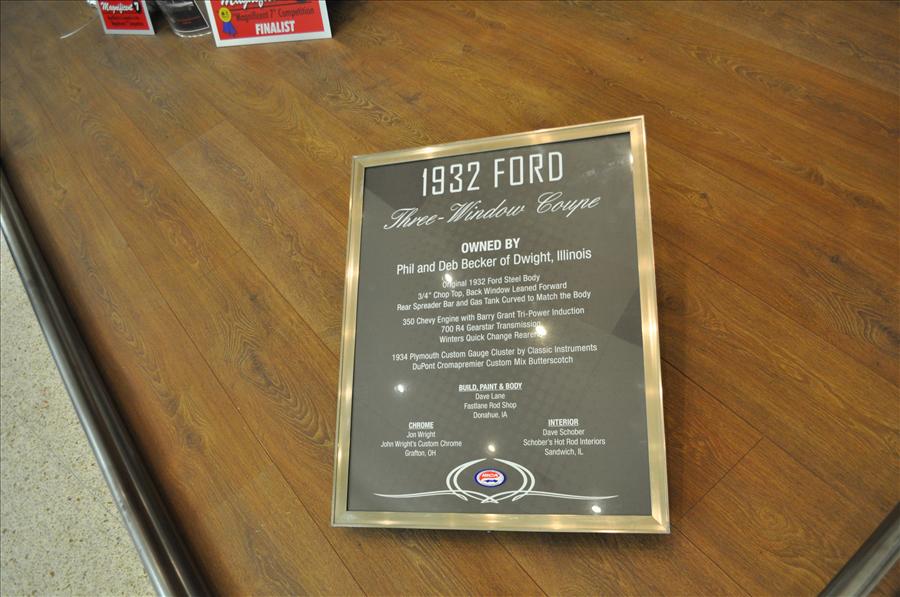 Magnificent 7
"Magnificent 7" Competition
FINALIST
1932 FORD
Three-Window Coupe
OWNED BY
Phil and Deb Becker of Dwight, Illinois
Original 1932 Ford Steel Body
3/4" Chop Top, Back Window Leaned Forward
Rear Spreader Bar and Gas Tank Curved to Match the Body
350 Chevy Engine with Barry Grant Tri-Power Induction
700 R4 Gearstar Transmission
Winters Quick Change
1934 Plymouth Custom Gauge Cluster by Classic Instruments
DuPont Cromapremier Custom Mix Butterscotch
BUILD, PAINT & BODY
Dave Lane
Fastlane Rod Shop
Donahue, IA
CHROME
Jon Wright
John Wright's Custom Chrome
Grafton, OH
INTERIOR
Dave Schober
Schober's Hot Rod Interiors
Sandwich, IL